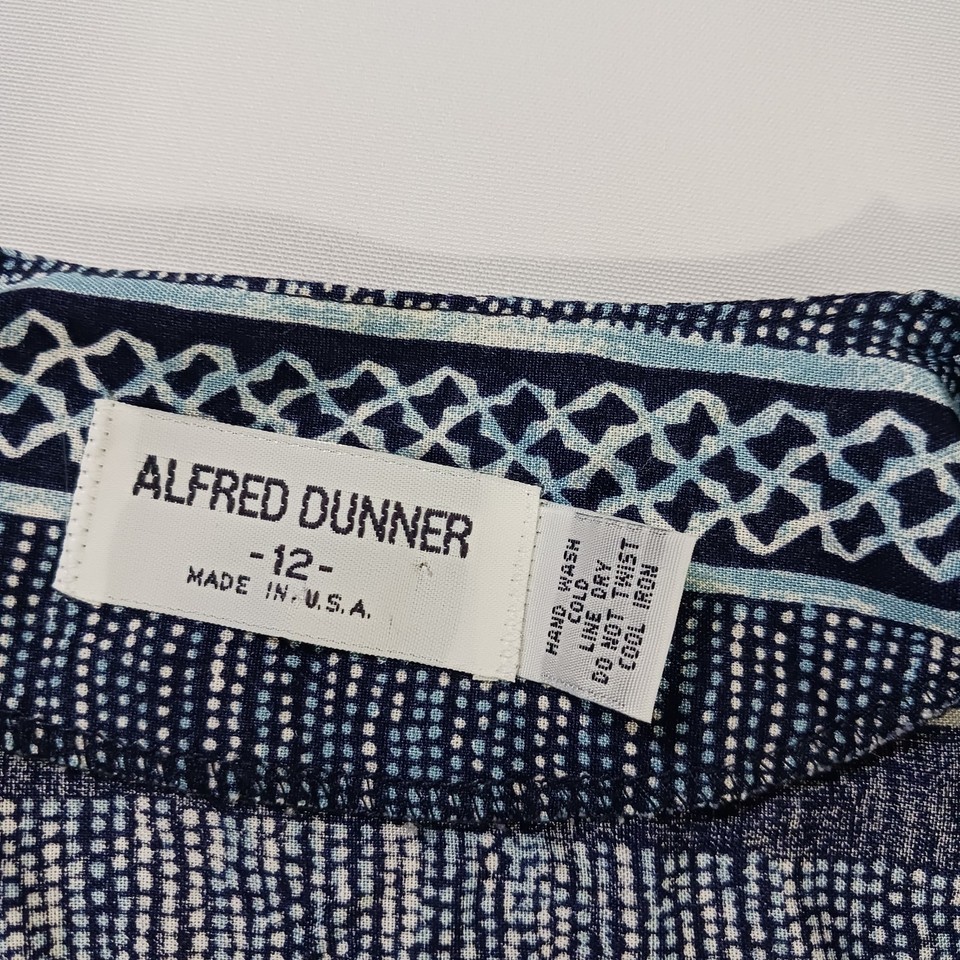 ALFRED DUNNER
-12-
MADE IN U.S.A.
HAND WASH
COLD
LINE DRY
DO NOT TWIST
COOL IRON